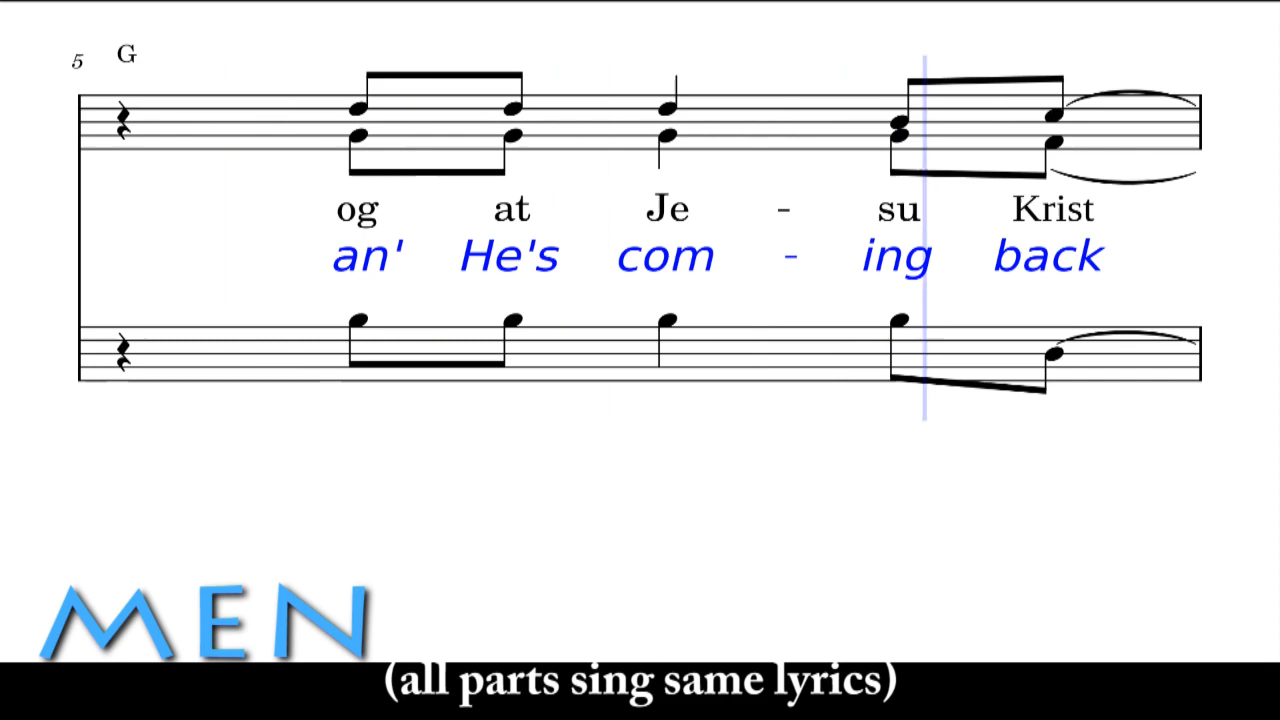 5 G
og at Je - su Krist
an' He's com - ing back
MEN
(all parts sing same lyrics)